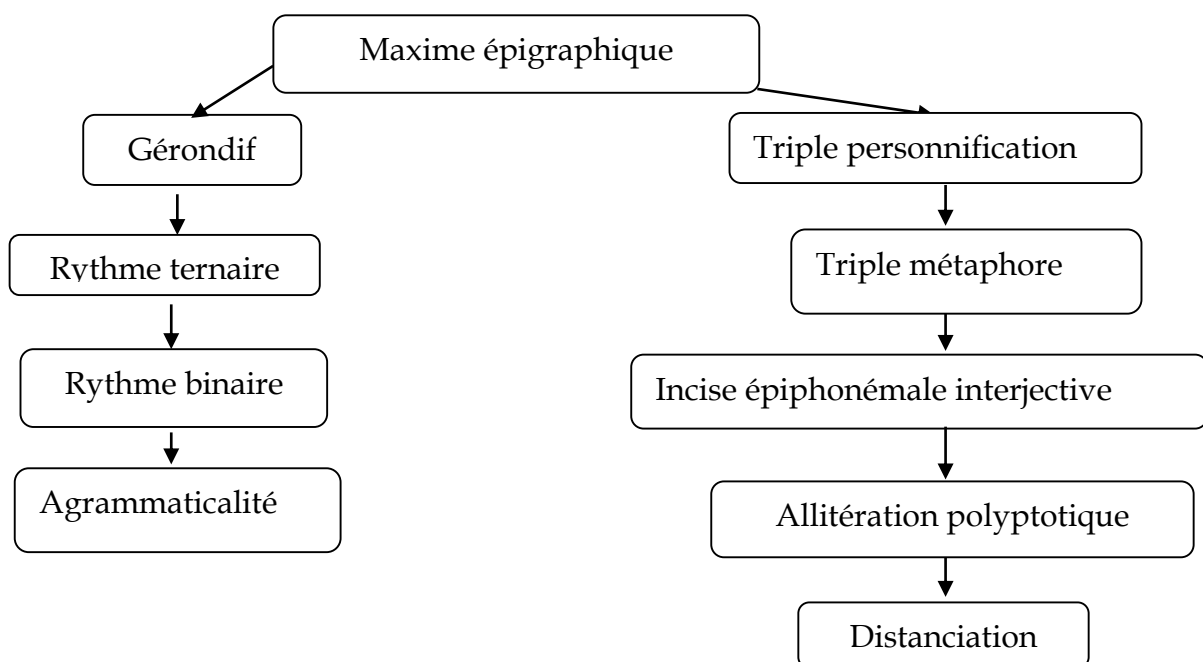 Maxime épigraphique
Gérondif
Triple personnification
Rythme ternaire
Triple métaphore
Rythme binaire
Incise épiphonémale interjective
Agrammaticalité
Allitération polyptotique
Distanciation